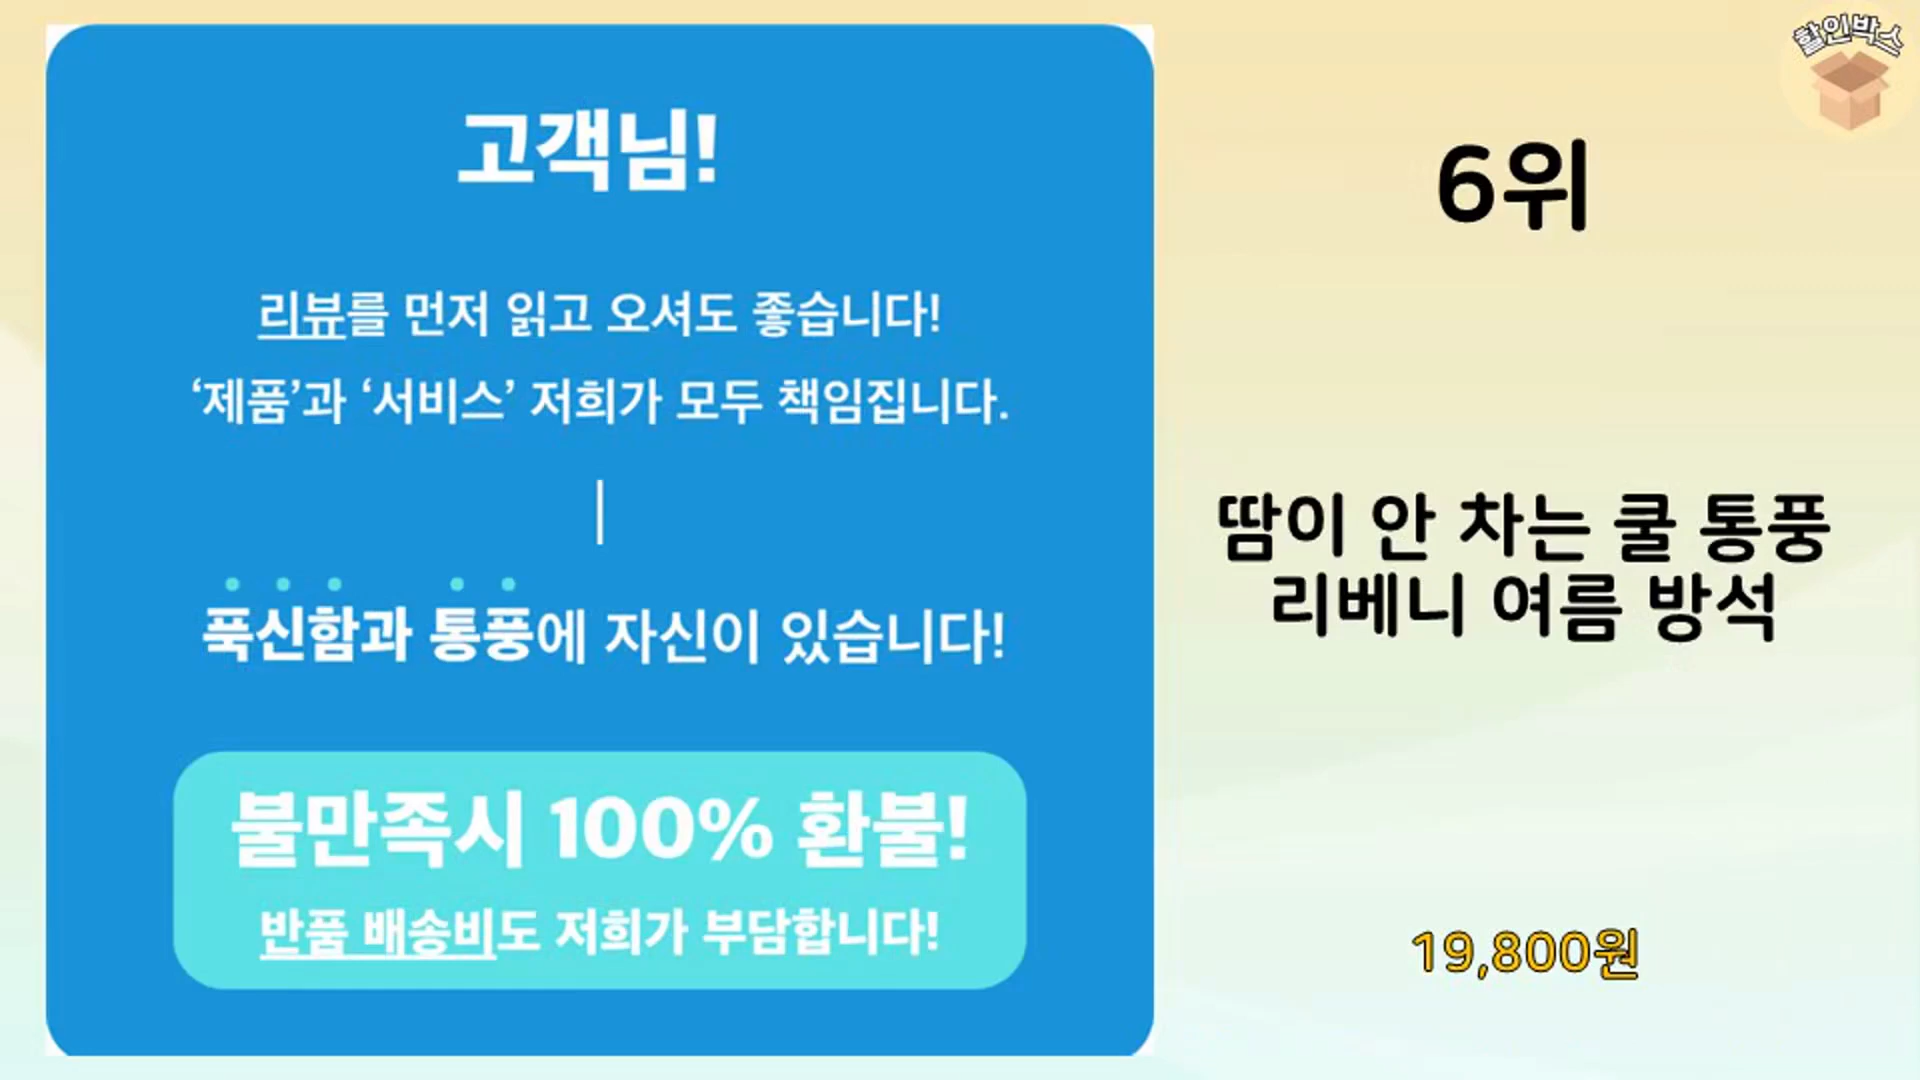 고객님!
리뷰를 먼저 읽고 오셔도 좋습니다!
‘제품’과 ‘서비스’ 저희가 모두 책임집니다.
푹신함과 통풍에 자신이 있습니다!
불만족시 100% 환불!
반품 배송비도 저희가 부담합니다!
할인박스
6위
땀이 안 차는 쿨 통풍
리베니 여름 방석
19,800원